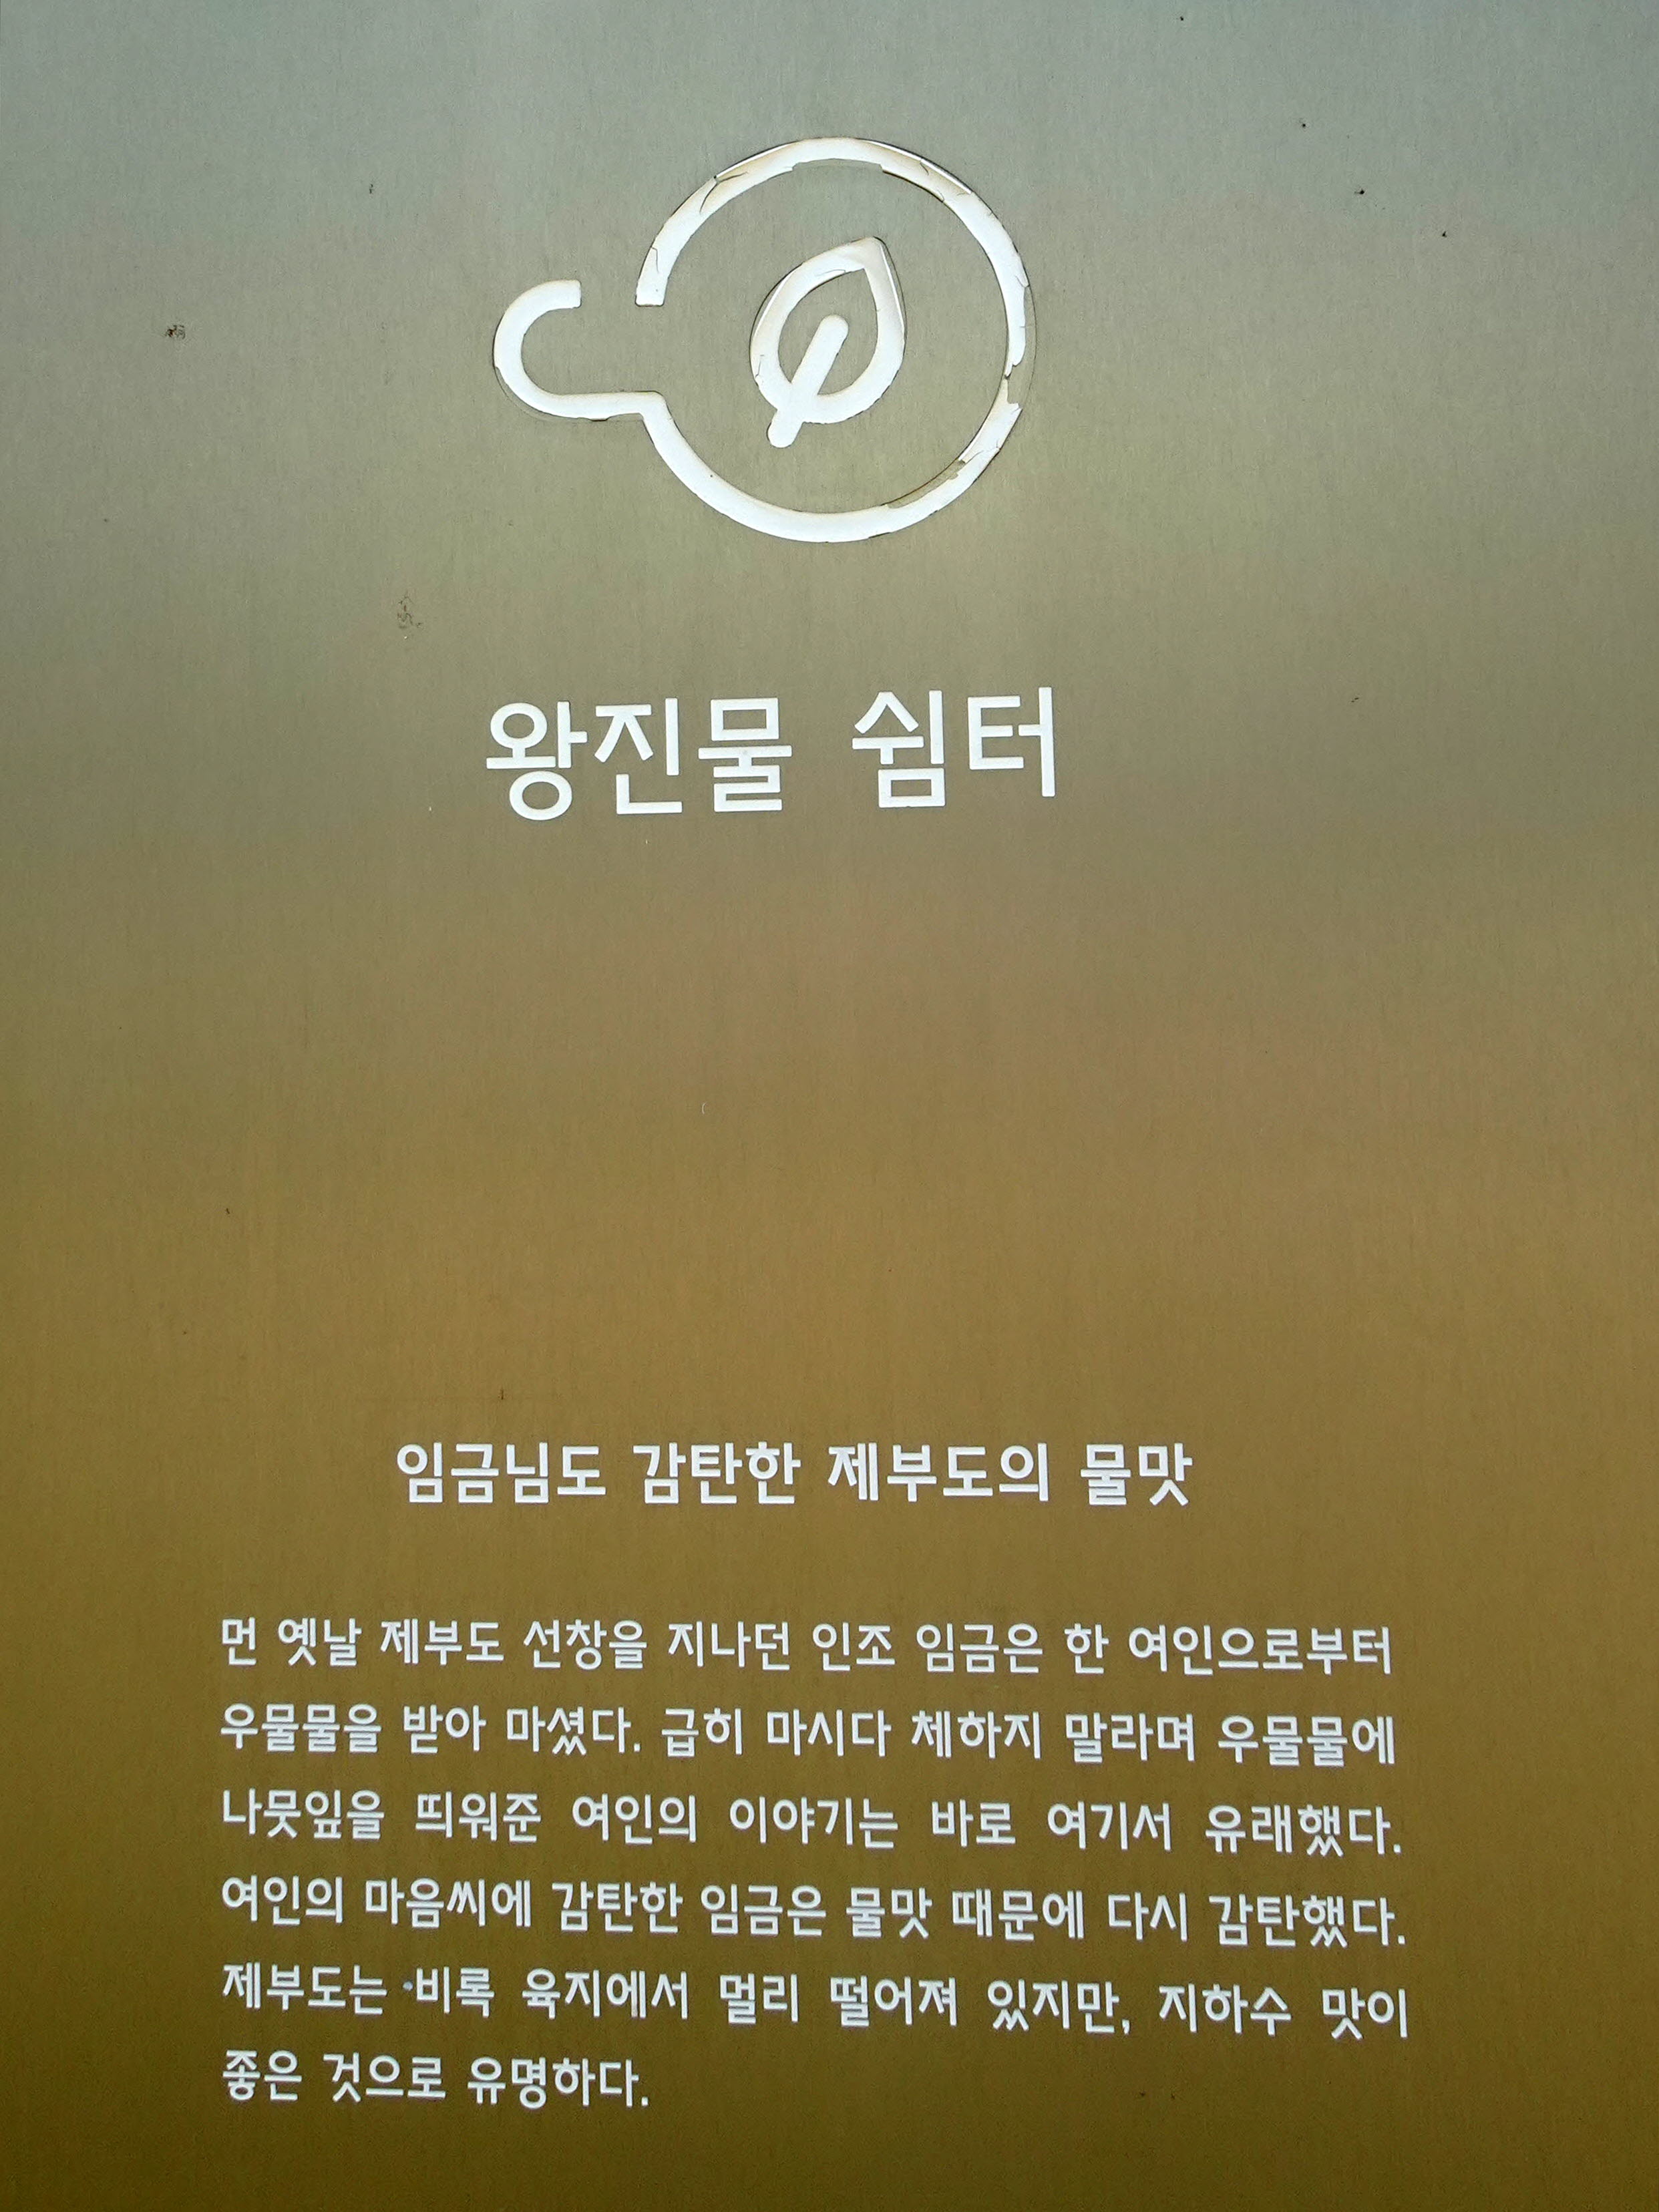 왕진물 쉼터
임금님도 감탄한 제부도의 물맛
먼 옛날 제부도 선창을 지나던 인조 임금은 한 여인으로부터
우물물을 받아 마셨다. 급히 마시다 체하지 말라며 우물물에
나뭇잎을 띄워준 여인의 이야기는 바로 여기서 유래했다.
여인의 마음씨에 감탄한 임금은 물맛 때문에 다시 감탄했다.
제부도는 비록 육지에서 멀리 떨어져 있지만, 지하수 맛이
좋은 것으로 유명하다.